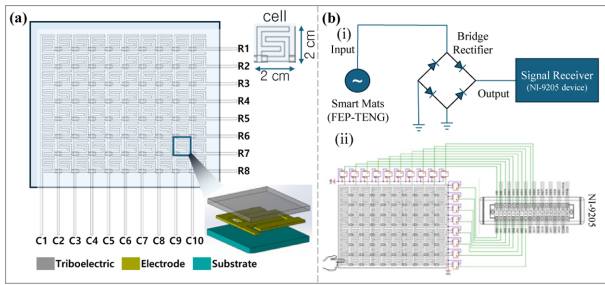 (a)
cell
2 cm
2 cm
R1
R2
R3
R4
R5
R6
R7
R8
C1 C2 C3 C4 C5 C6 C7 C8 C9 C10
Triboelectric
Electrode
Substrate
(b)
(i)
Input
Bridge
Rectifier
~
Smart Mats
(FEP-TENG)
Output
Signal Receiver
(NI-9205 device)
(ii)
NI-9205